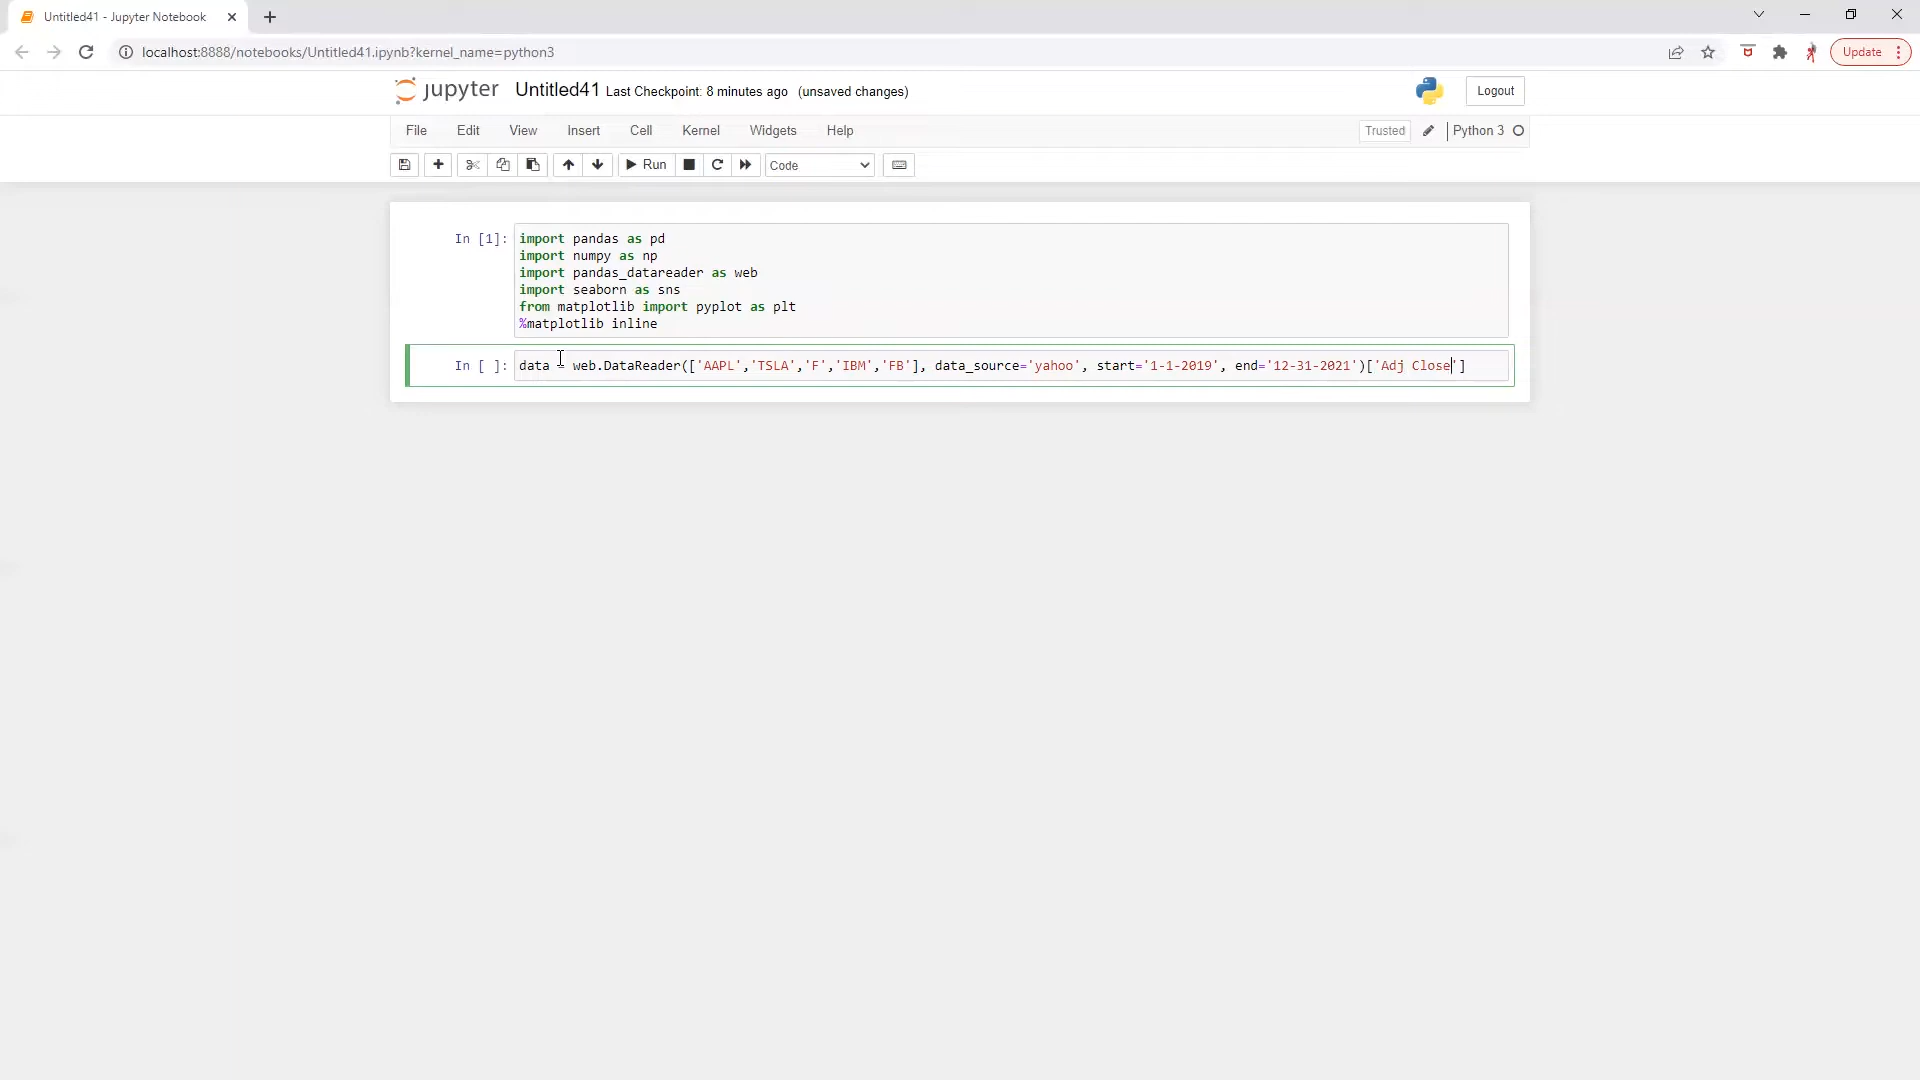 Untitled41 - Jupyter Notebook
localhost:8888/notebooks/Untitled41.ipynb?kernel_name=python3
Update
jupyter Untitled41 Last Checkpoint: 8 minutes ago (unsaved changes)
Logout
File Edit View Insert Cell Kernel Widgets Help
Trusted
Python 3
Run
Code
In [1]:
import pandas as pd
import numpy as np
import pandas_datareader as web
import seaborn as sns
from matplotlib import pyplot as plt
%matplotlib inline
In [ ]:
data = web.DataReader(['AAPL','TSLA','F','IBM','FB'], data_source='yahoo', start='1-1-2019', end='12-31-2021')['Adj Close']